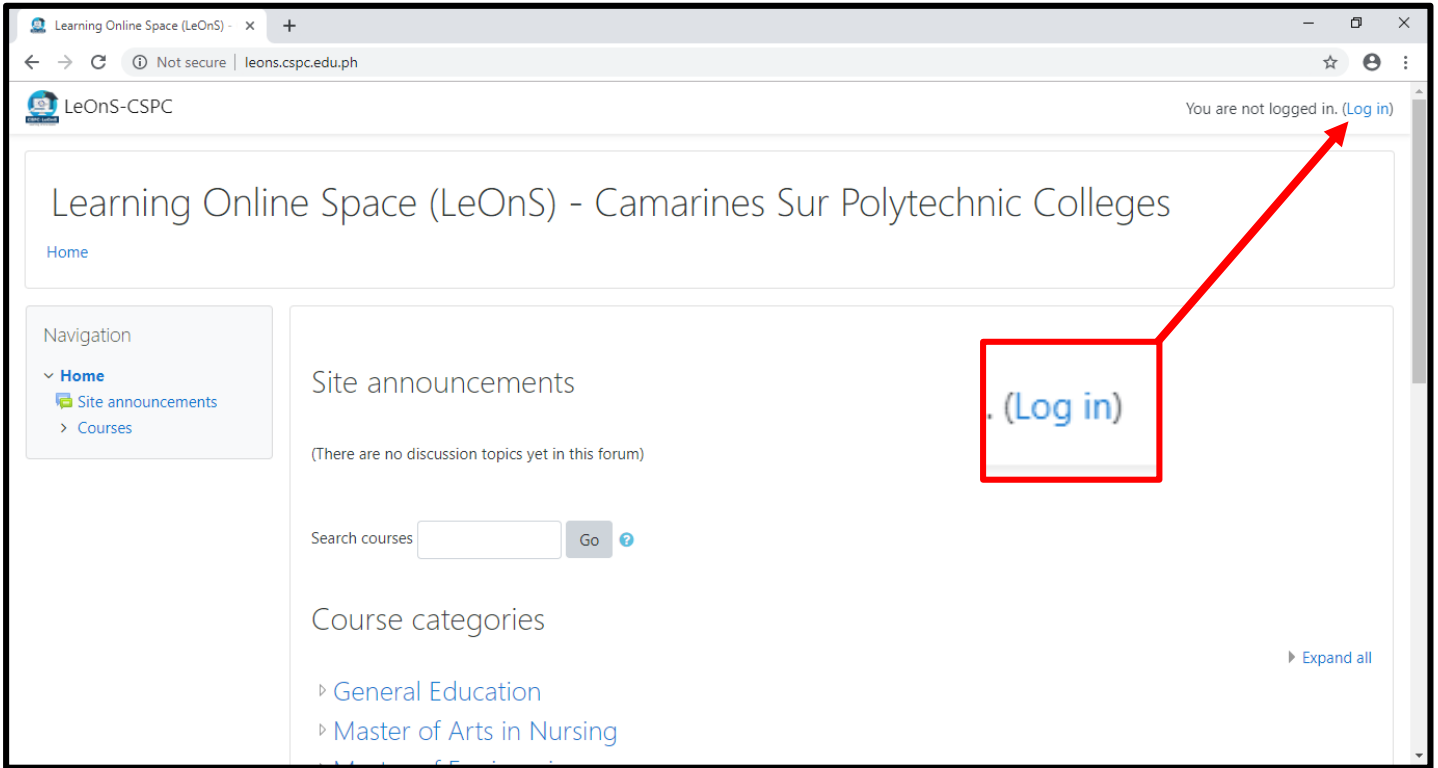 Learning Online Space (LeOnS) -
Not secure | leons.cspc.edu.ph
LeOnS-CSPC
You are not logged in. (Log in)
Learning Online Space (LeOnS) - Camarines Sur Polytechnic Colleges
Home
Navigation
Home
Site announcements
Courses
Site announcements
(There are no discussion topics yet in this forum)
. (Log in)
Search courses
Go
Course categories
Expand all
General Education
Master of Arts in Nursing